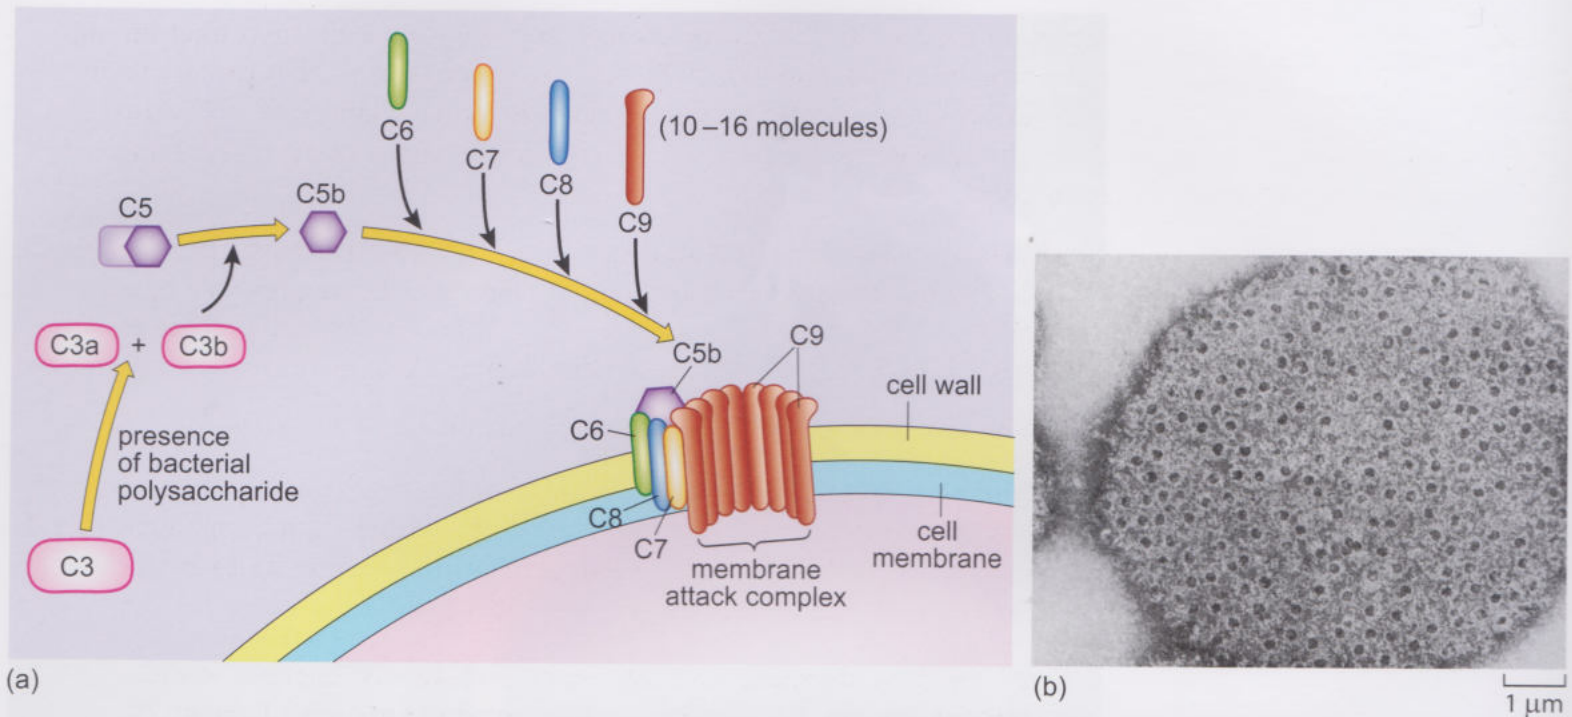 C6
C7
C8
C9
(10–16 molecules)
C5
C5b
C3a + C3b
presence
of bacterial
polysaccharide
C3
C5b
C9
C6
C8
C7
cell wall
cell
membrane
membrane
attack complex
(a)
(b)
1 μm